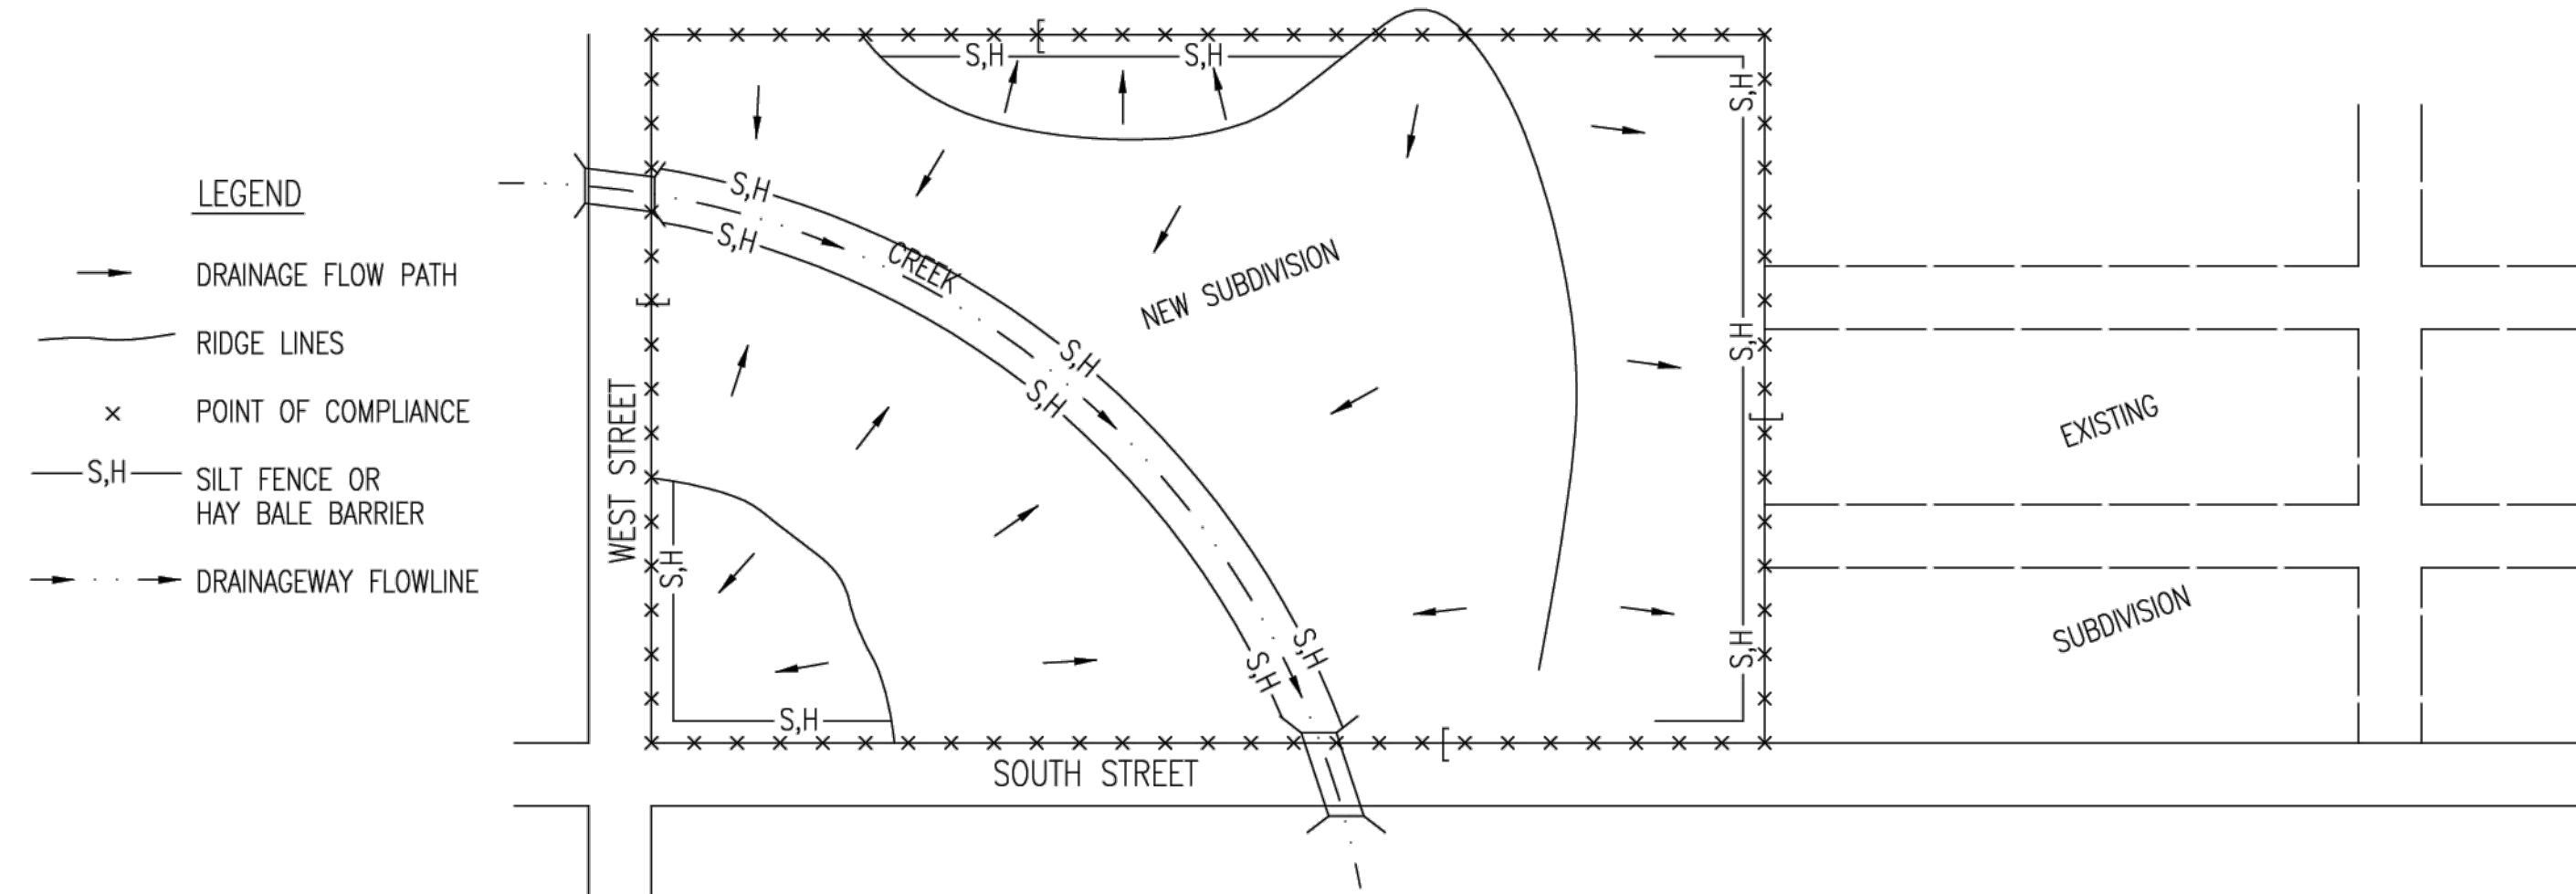 LEGEND
DRAINAGE FLOW PATH
RIDGE LINES
POINT OF COMPLIANCE
S,H
SILT FENCE OR
HAY BALE BARRIER
DRAINAGEWAY FLOWLINE
S,H
S,H
S,H
S,H
S,H
CREEK
NEW SUBDIVISION
S,H
S,H
S,H
WEST STREET
S,H
EXISTING
SUBDIVISION
S,H
S,H
S,H
S,H
SOUTH STREET